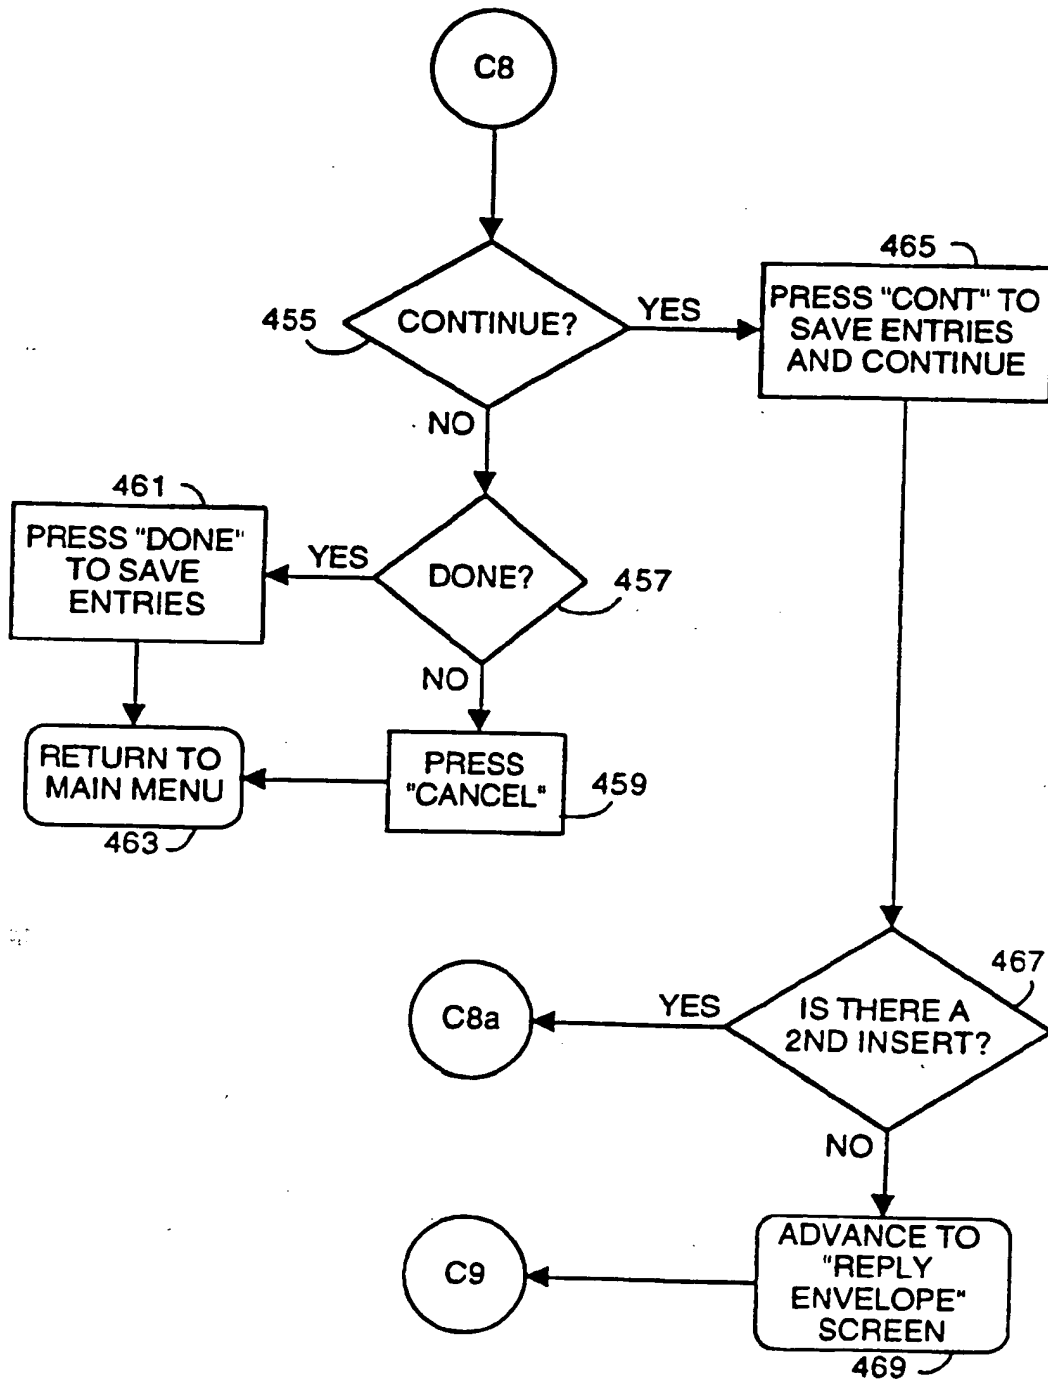 C8
455
CONTINUE?
YES
465
PRESS "CONT" TO
SAVE ENTRIES
AND CONTINUE
NO
461
PRESS "DONE"
TO SAVE
ENTRIES
YES
DONE?
457
NO
RETURN TO
MAIN MENU
463
PRESS
"CANCEL"
459
C8a
YES
IS THERE A
2ND INSERT?
467
NO
C9
ADVANCE TO
"REPLY
ENVELOPE"
SCREEN
469